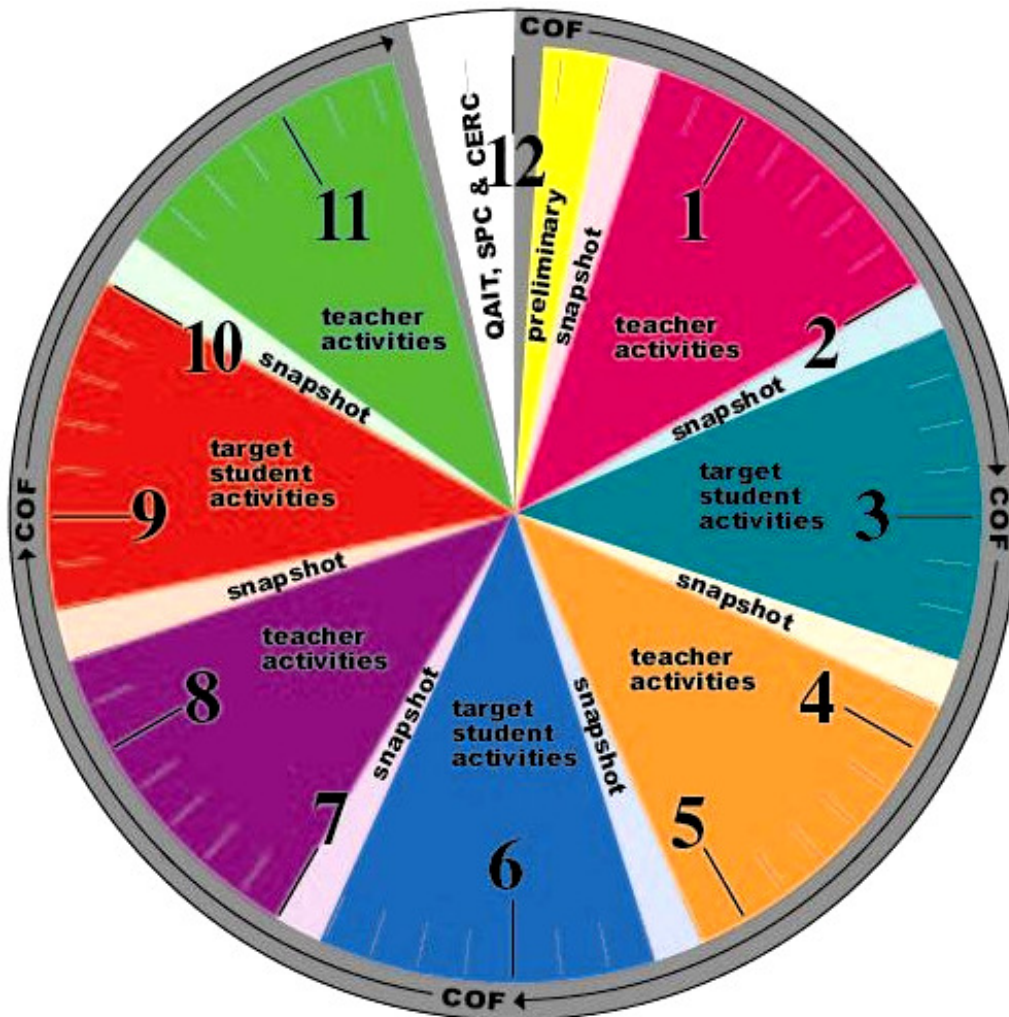 COF
QAIT, SPC & CERC
12
preliminary
snapshot
1
teacher
activities
2
snapshot
target
student
activities
3
COF
snapshot
teacher
activities
4
5
snapshot
target
student
activities
6
COF
snapshot
7
teacher
activities
8
snapshot
target
student
activities
9
COF
10
snapshot
teacher
activities
11